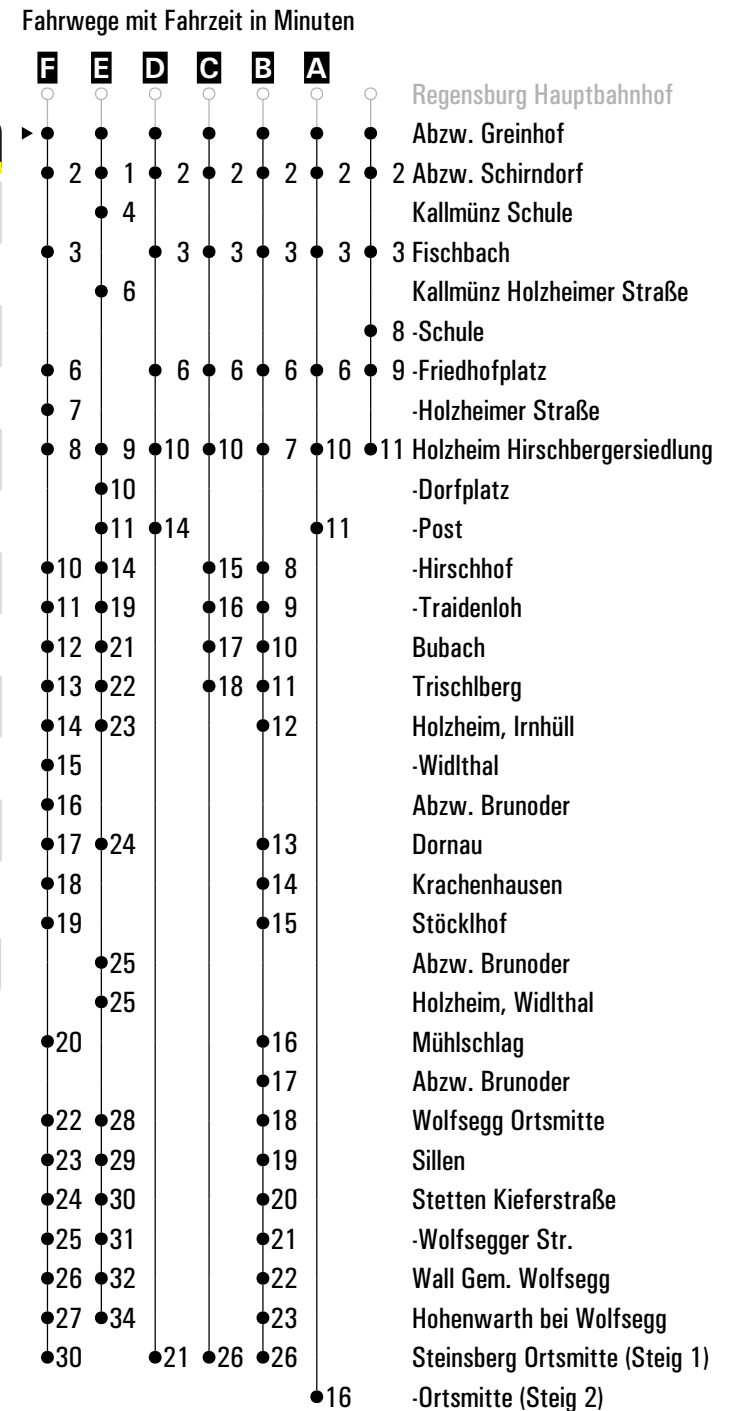 Fahrwege mit Fahrzeit in Minuten
F E D C B A
Regensburg Hauptbahnhof
Abzw. Greinhof
2 1 2 2 2 2 2 Abzw. Schirndorf
4 Kallmünz Schule
3 3 3 3 3 3 Fischbach
6 Kallmünz Holzheimer Straße
8 -Schule
6 6 6 6 6 9 -Friedhofplatz
7 -Holzheimer Straße
8 9 10 10 7 10 11 Holzheim Hirschbergersiedlung
10 -Dorfplatz
11 14 11 -Post
10 14 15 8 -Hirschhof
11 19 16 9 -Traidenloh
12 21 17 10 Bubach
13 22 18 11 Trischlberg
14 23 12 Holzheim, Irnhüll
15 -Widlthal
16 Abzw. Brunoder
17 24 13 Dornau
18 14 Krachenhausen
19 15 Stöcklhof
25 Abzw. Brunoder
25 Holzheim, Widlthal
20 16 Mühlschlag
17 Abzw. Brunoder
22 28 18 Wolfsegg Ortsmitte
23 29 19 Sillen
24 30 20 Stetten Kieferstraße
25 31 21 -Wolfsegger Str.
26 32 22 Wall Gem. Wolfsegg
27 34 23 Hohenwarth bei Wolfsegg
30 21 26 26 Steinsberg Ortsmitte (Steig 1)
16 -Ortsmitte (Steig 2)